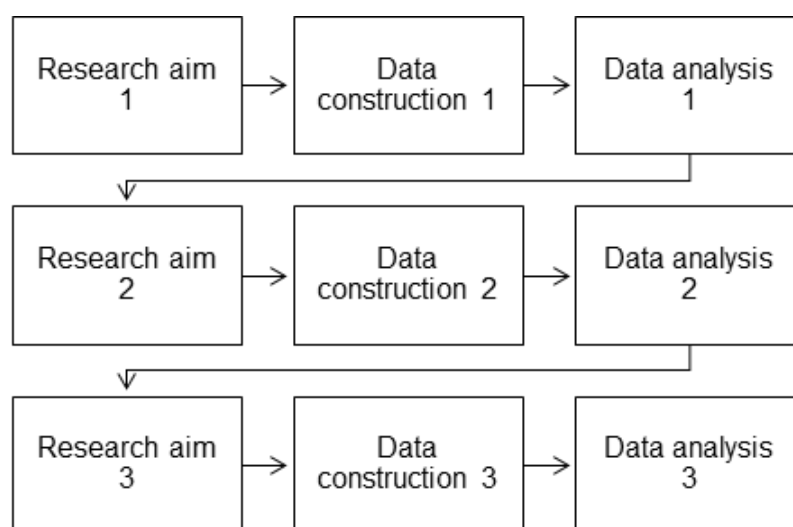 Research aim
1
Data
construction 1
Data analysis
1
Research aim
2
Data
construction 2
Data analysis
2
Research aim
3
Data
construction 3
Data analysis
3